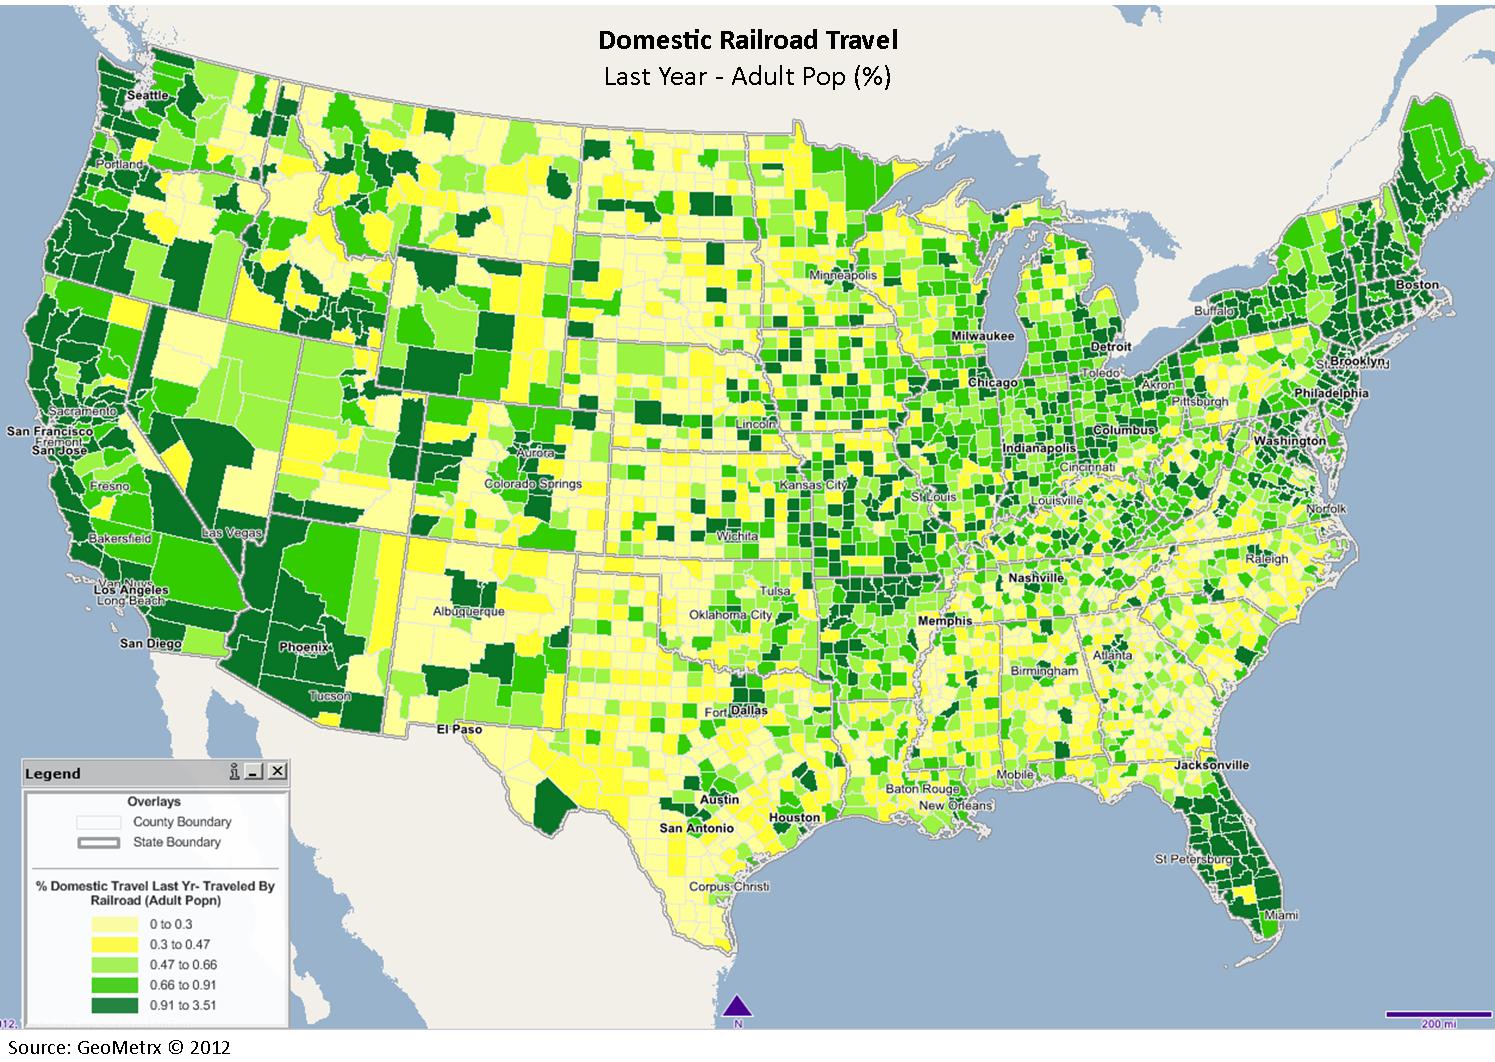 Domestic Railroad Travel
Last Year - Adult Pop (%)
Seattle
Portland
Minneapolis
Boston
Buffalo
Milwaukee
Detroit
Brooklyn
Toledo
Chicago
Akron
Philadelphia
Pittsburgh
Sacramento
Lincoln
San Francisco
Columbus
Fremont
Washington
San Jose
Indianapolis
Aurora
Cincinnati
Fresno
Colorado Springs
Kansas City
St Louis
Louisville
Norfolk
Las Vegas
Wichita
Bakersfield
Raleigh
Van Nuys
Nashville
Los Angeles
Tulsa
Long Beach
Albuquerque
Oklahoma City
Memphis
San Diego
Phoenix
Atlanta
Birmingham
Tucson
Fort
Dallas
El Paso
Jacksonville
Mobile
Baton Rouge
Austin
New Orleans
Houston
San Antonio
St Petersburg
Corpus Christi
Miami
Legend
Overlays
County Boundary
State Boundary
% Domestic Travel Last Yr- Traveled By
Railroad (Adult Popn)
0 to 0.3
0.3 to 0.47
0.47 to 0.66
0.66 to 0.91
0.91 to 3.51
N
200 mi
Source: GeoMetrx © 2012